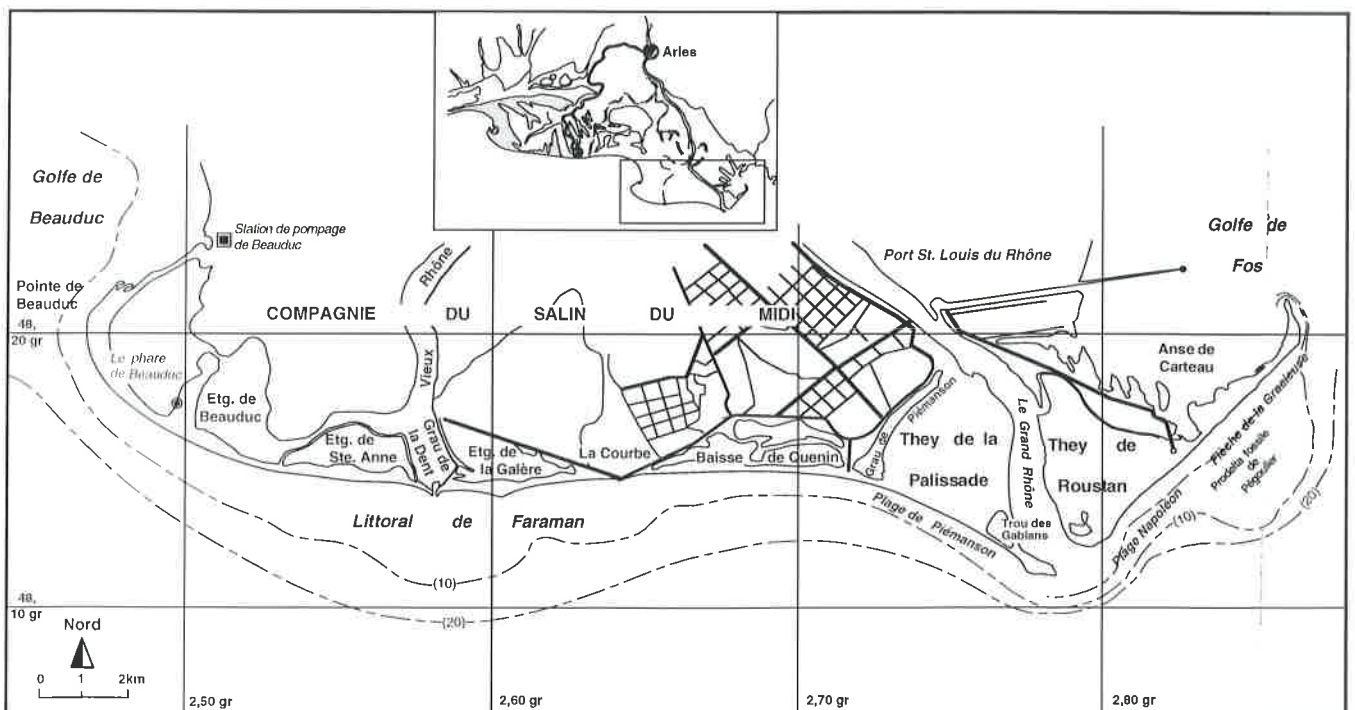 Arles
Golfe de
Beauduc
Station de pompage
de Beauduc
Pointe de
Beauduc
Rhône
Port St. Louis du Rhône
Golfe de
Fos
COMPAGNIE DU SALIN DU MIDI
48,
20 gr
Le phare
de Beauduc
Vieux
Etg. de
Beauduc
Etg. de
Ste. Anne
Grau de
la Dent
Etg. de
la Galère
La Courbe
Baisse de Quenin
Grau de Piémanson
They de la
Palissade
Le Grand Rhône
They de
Roustan
Anse de
Carteau
Trou des
Gabians
Plage de Piémanson
Plage Napoléon
Flèche de la Gracieuse
Prodelta fossile
de
Pégoulier
(10)
(20)
Littoral de Faraman
(10)
(20)
48,
10 gr
Nord
0 1 2km
2,50 gr
2,60 gr
2,70 gr
2,80 gr